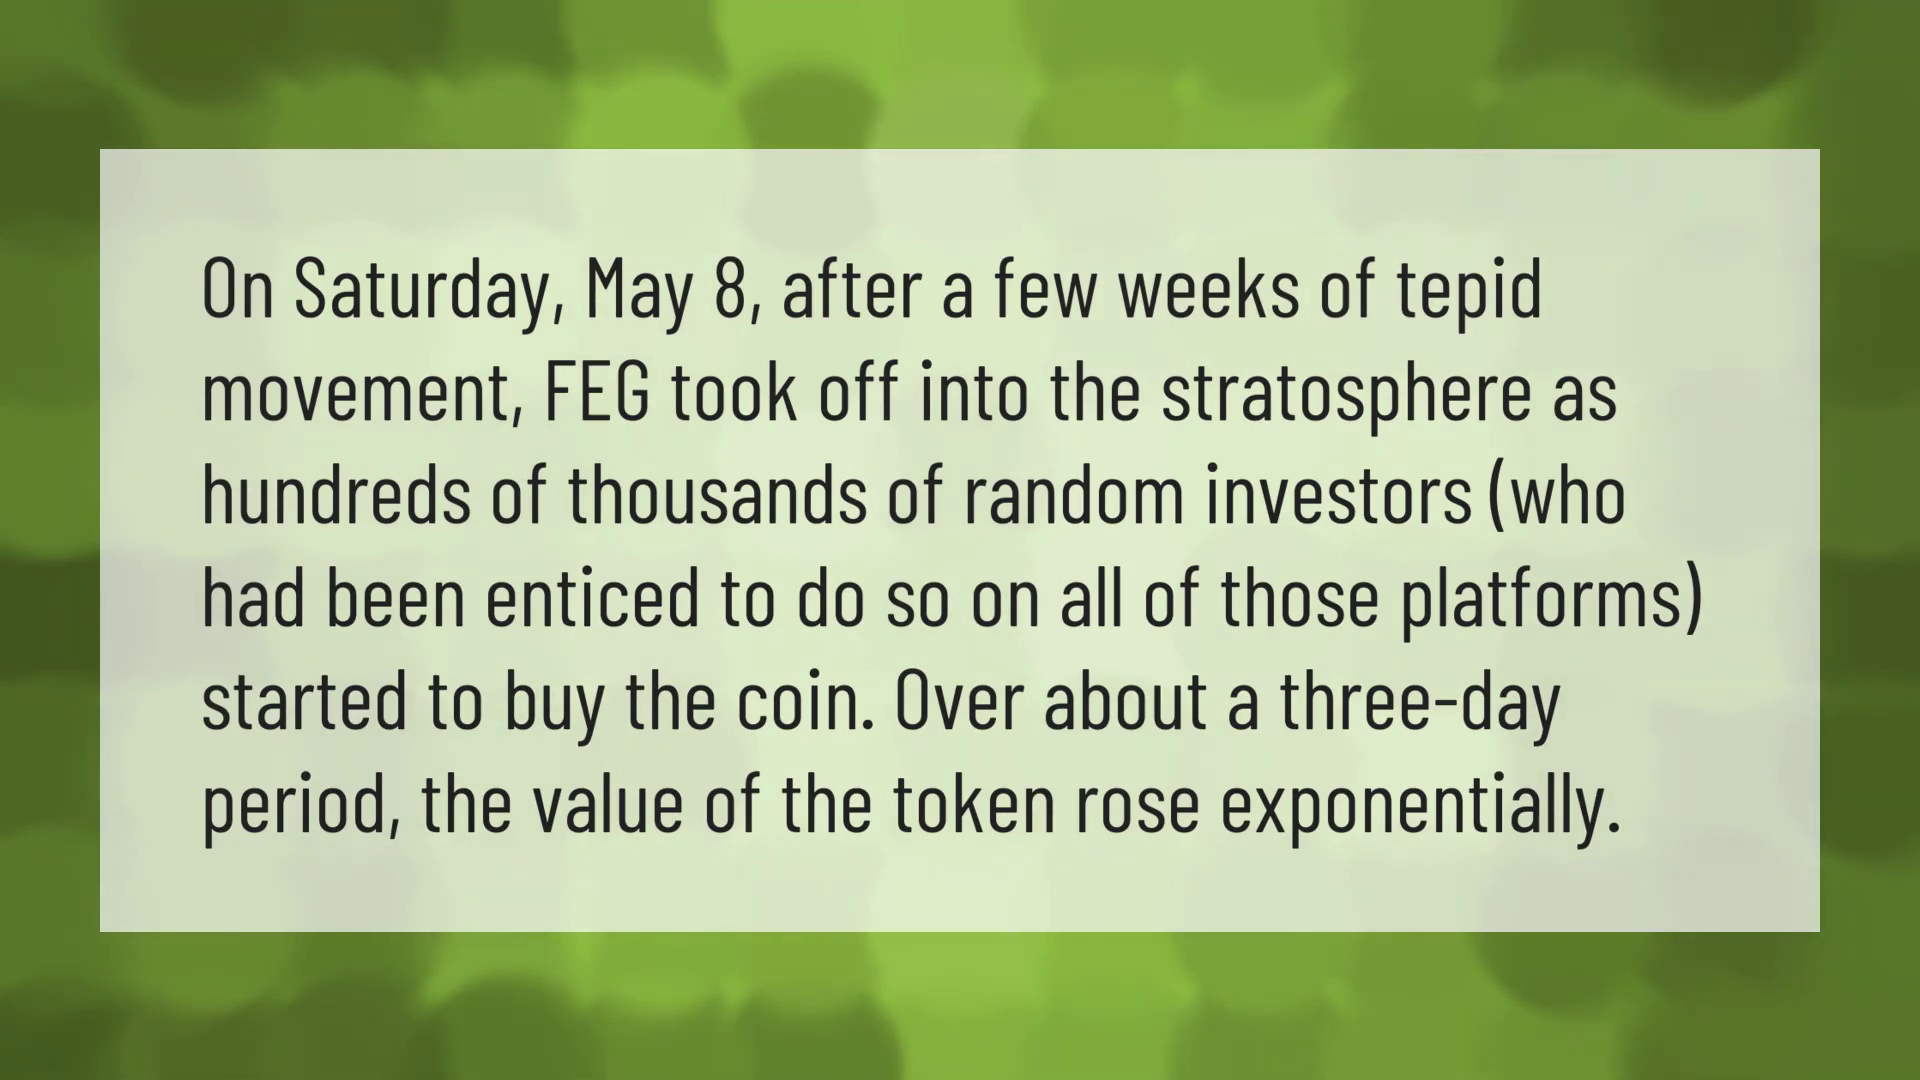 On Saturday, May 8, after a few weeks of tepid
movement, FEG took off into the stratosphere as
hundreds of thousands of random investors (who
had been enticed to do so on all of those platforms)
started to buy the coin. Over about a three-day
period, the value of the token rose exponentially.